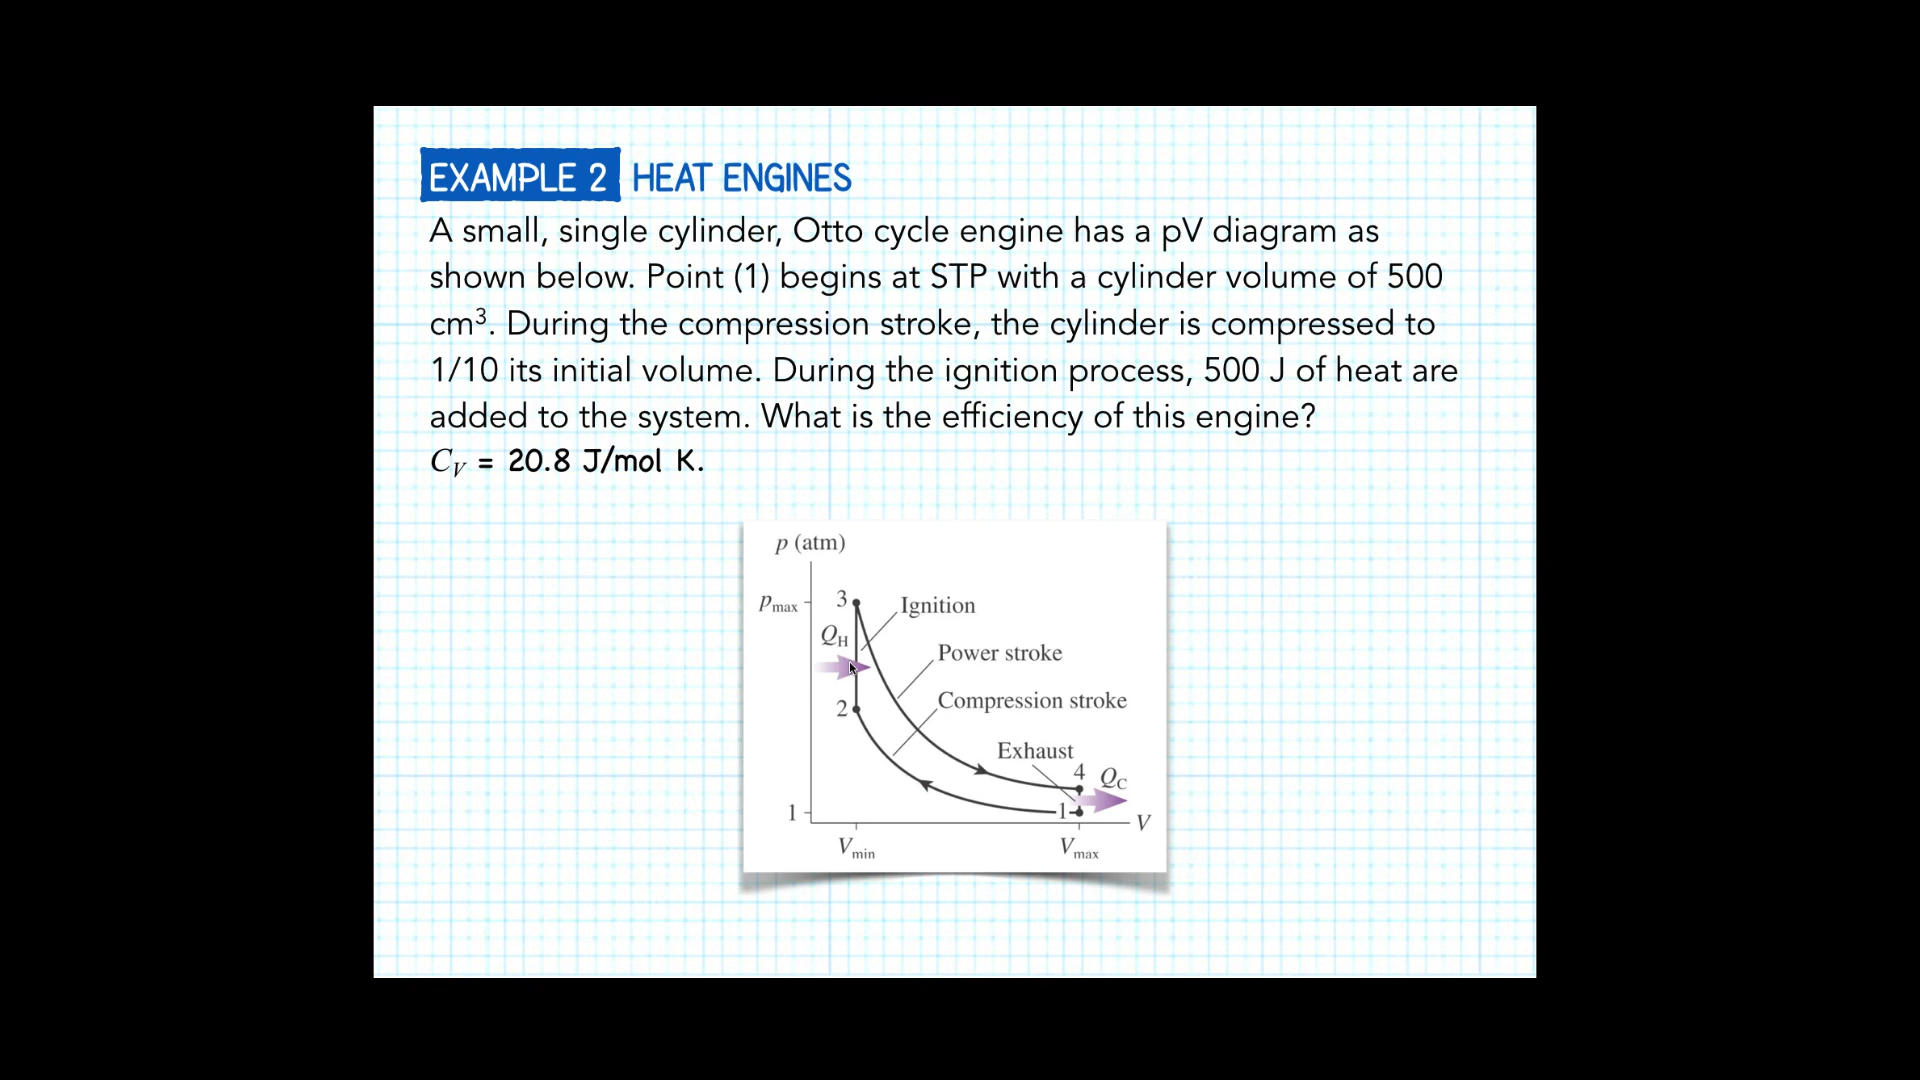 EXAMPLE 2 HEAT ENGINES
A small, single cylinder, Otto cycle engine has a pV diagram as
shown below. Point (1) begins at STP with a cylinder volume of 500
cm³. During the compression stroke, the cylinder is compressed to
1/10 its initial volume. During the ignition process, 500 J of heat are
added to the system. What is the efficiency of this engine?
C_V = 20.8 J/mol K.
p (atm)
p_max
3
Ignition
Q_H
Power stroke
Compression stroke
2
Exhaust
4 Q_C
1
1
V
V_min
V_max